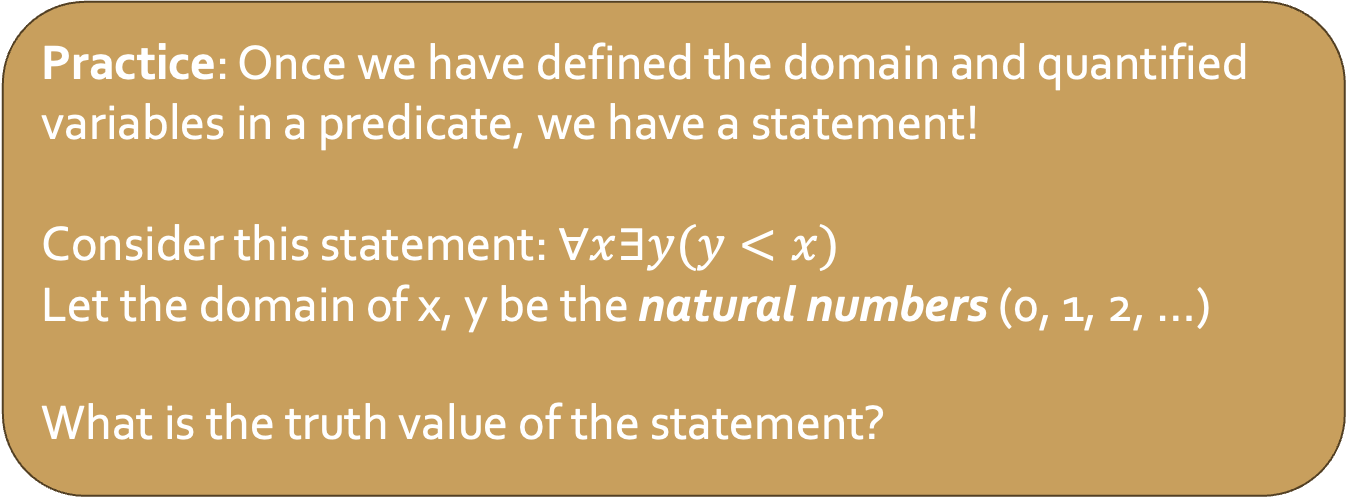 Practice: Once we have defined the domain and quantified
variables in a predicate, we have a statement!
Consider this statement: ∀𝑥∃𝑦(𝑦 < 𝑥)
Let the domain of x, y be the natural numbers (0, 1, 2, …)
What is the truth value of the statement?